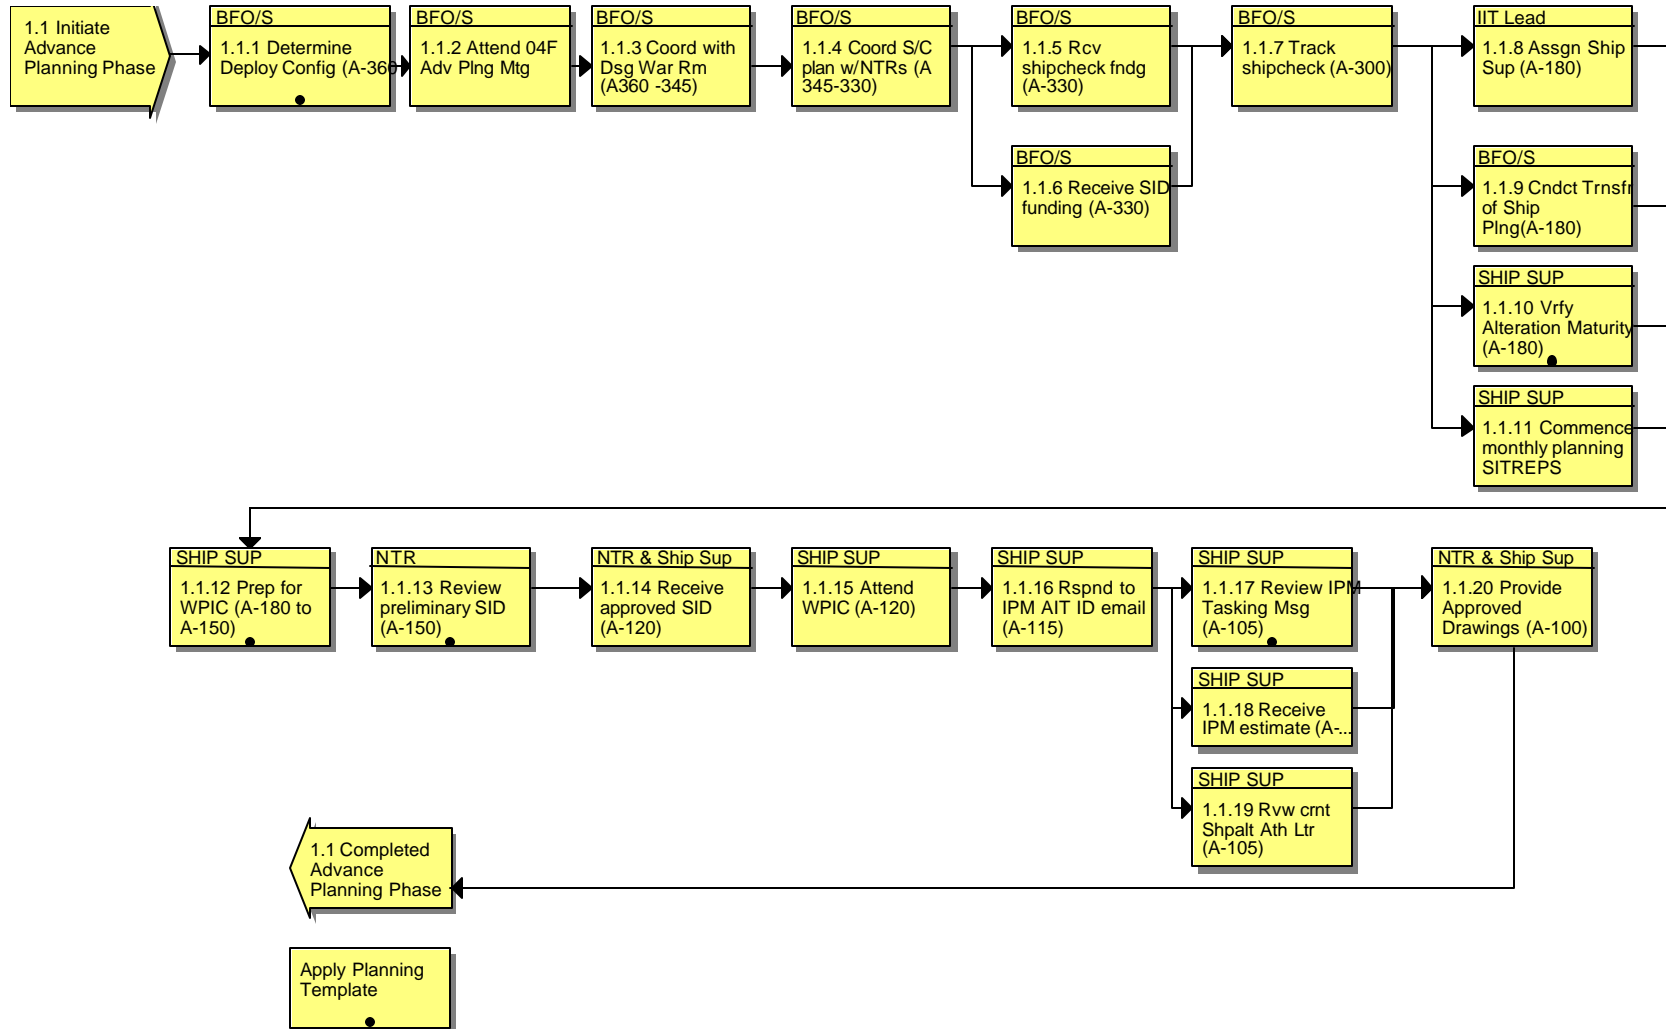 1.1 Initiate
Advance
Planning Phase
BFO/S
1.1.1 Determine
Deploy Config (A-360
BFO/S
1.1.2 Attend 04F
Adv Plng Mtg
BFO/S
1.1.3 Coord with
Dsg War Rm
(A360 -345)
BFO/S
1.1.4 Coord S/C
plan w/NTRs (A
345-330)
BFO/S
1.1.5 Rcv
shipcheck fndg
(A-330)
BFO/S
1.1.6 Receive SID
funding (A-330)
BFO/S
1.1.7 Track
shipcheck (A-300)
IIT Lead
1.1.8 Assgn Ship
Sup (A-180)
BFO/S
1.1.9 Cndct Trnsfr
of Ship
Plng(A-180)
SHIP SUP
1.1.10 Vrfy
Alteration Maturity
(A-180)
SHIP SUP
1.1.11 Commence
monthly planning
SITREPS
SHIP SUP
1.1.12 Prep for
WPIC (A-180 to
A-150)
NTR
1.1.13 Review
preliminary SID
(A-150)
NTR & Ship Sup
1.1.14 Receive
approved SID
(A-120)
SHIP SUP
1.1.15 Attend
WPIC (A-120)
SHIP SUP
1.1.16 Rspnd to
IPM AIT ID email
(A-115)
SHIP SUP
1.1.17 Review IPM
Tasking Msg
(A-105)
SHIP SUP
1.1.18 Receive
IPM estimate (A-...
SHIP SUP
1.1.19 Rvw crnt
Shpalt Ath Ltr
(A-105)
NTR & Ship Sup
1.1.20 Provide
Approved
Drawings (A-100)
1.1 Completed
Advance
Planning Phase
Apply Planning
Template